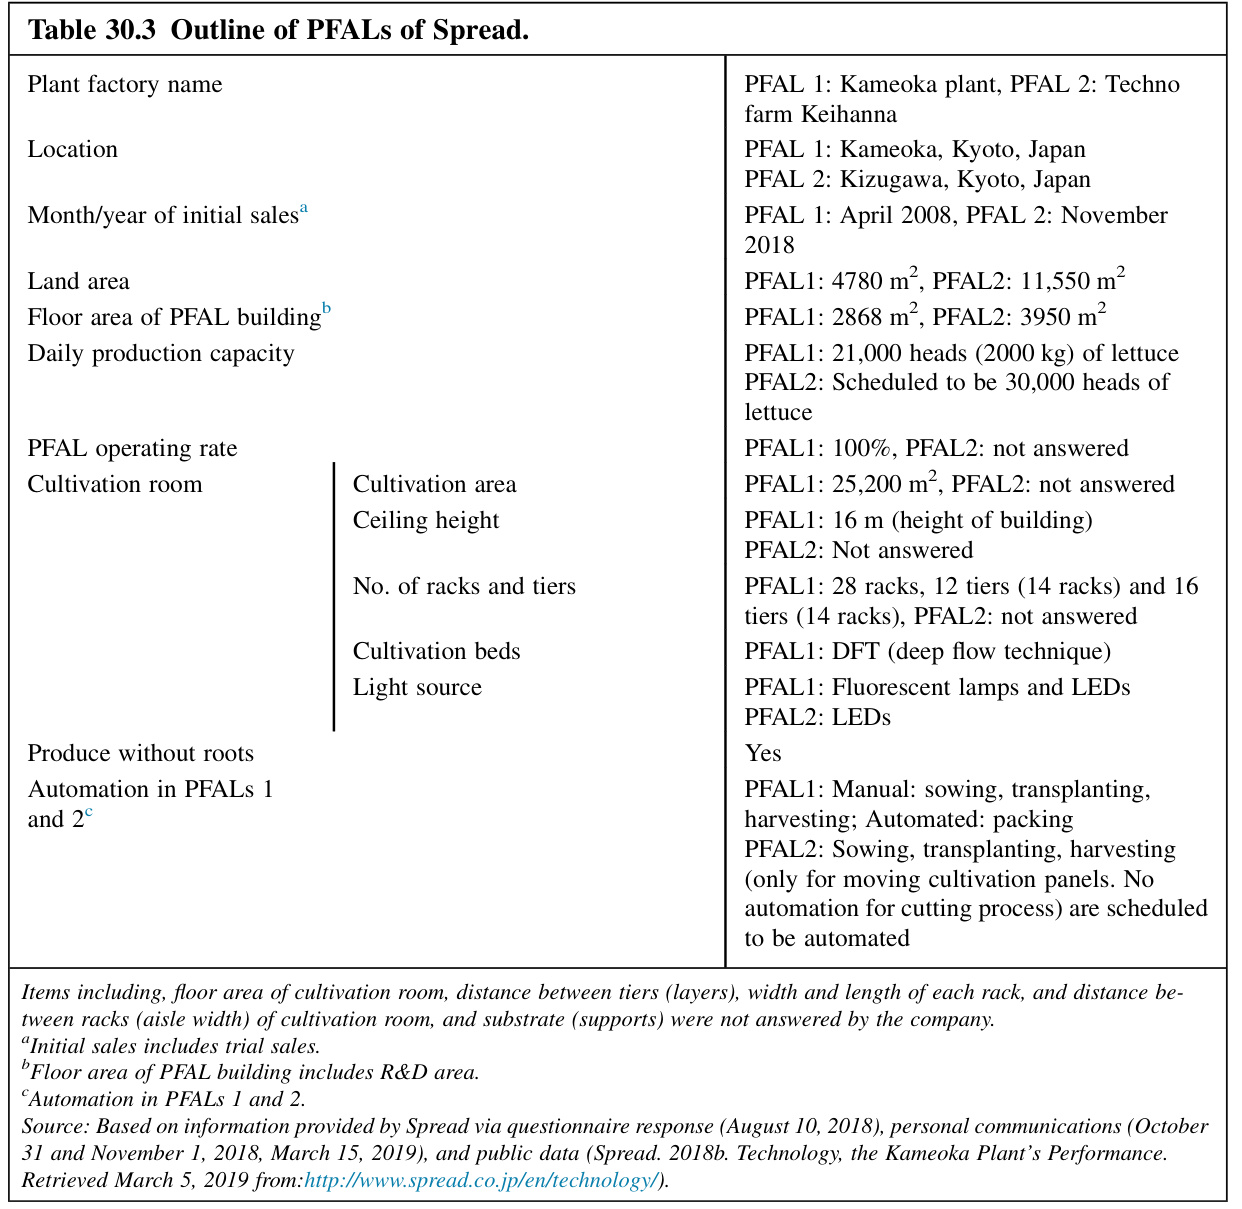 Table 30.3 Outline of PFALs of Spread.
Plant factory name
PFAL 1: Kameoka plant, PFAL 2: Techno
farm Keihanna
Location
PFAL 1: Kameoka, Kyoto, Japan
PFAL 2: Kizugawa, Kyoto, Japan
Month/year of initial salesᵃ
PFAL 1: April 2008, PFAL 2: November
2018
Land area
PFAL1: 4780 m², PFAL2: 11,550 m²
Floor area of PFAL buildingᵇ
PFAL1: 2868 m², PFAL2: 3950 m²
Daily production capacity
PFAL1: 21,000 heads (2000 kg) of lettuce
PFAL2: Scheduled to be 30,000 heads of
lettuce
PFAL operating rate
PFAL1: 100%, PFAL2: not answered
Cultivation room
Cultivation area
PFAL1: 25,200 m², PFAL2: not answered
Ceiling height
PFAL1: 16 m (height of building)
PFAL2: Not answered
No. of racks and tiers
PFAL1: 28 racks, 12 tiers (14 racks) and 16
tiers (14 racks), PFAL2: not answered
Cultivation beds
PFAL1: DFT (deep flow technique)
Light source
PFAL1: Fluorescent lamps and LEDs
PFAL2: LEDs
Produce without roots
Yes
Automation in PFALs 1
and 2ᶜ
PFAL1: Manual: sowing, transplanting,
harvesting; Automated: packing
PFAL2: Sowing, transplanting, harvesting
(only for moving cultivation panels. No
automation for cutting process) are scheduled
to be automated
Items including, floor area of cultivation room, distance between tiers (layers), width and length of each rack, and distance be-
tween racks (aisle width) of cultivation room, and substrate (supports) were not answered by the company.
ᵃInitial sales includes trial sales.
ᵇFloor area of PFAL building includes R&D area.
ᶜAutomation in PFALs 1 and 2.
Source: Based on information provided by Spread via questionnaire response (August 10, 2018), personal communications (October
31 and November 1, 2018, March 15, 2019), and public data (Spread. 2018b. Technology, the Kameoka Plant's Performance.
Retrieved March 5, 2019 from:http://www.spread.co.jp/en/technology/).